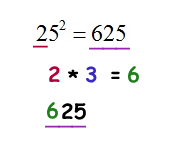 25² = 625
2 * 3 = 6
625